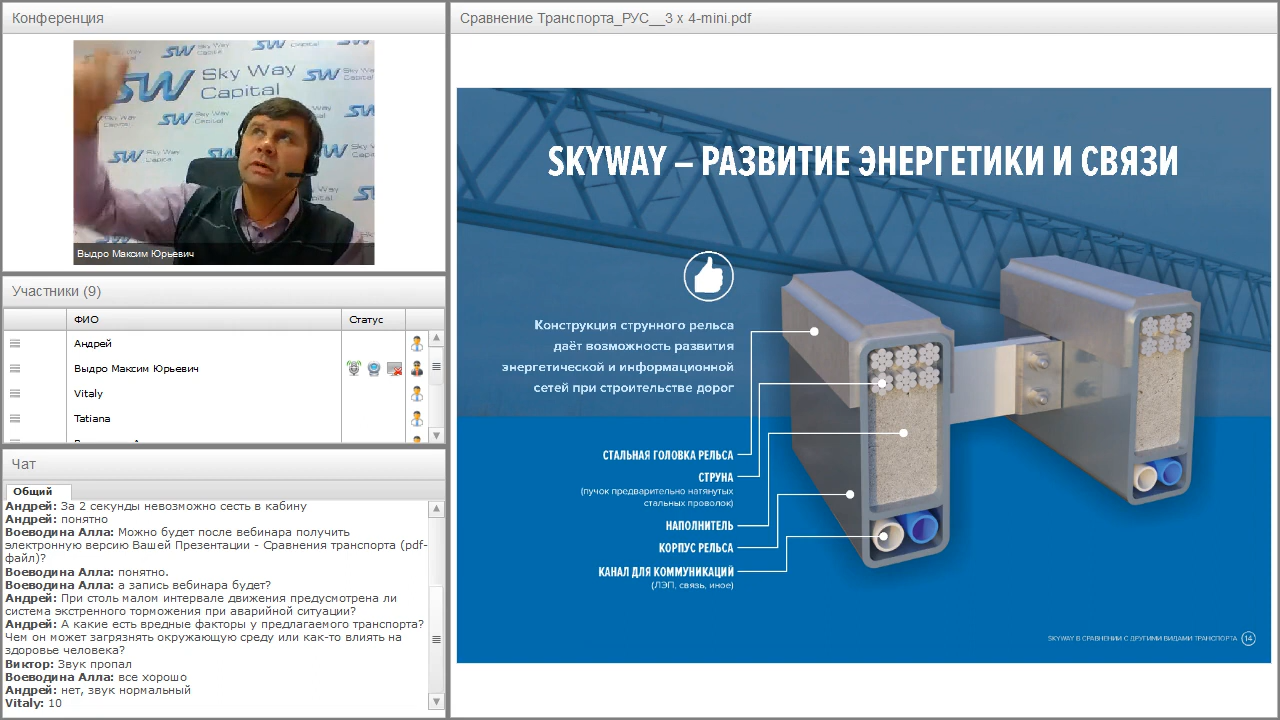 Конференция
SW
Sky Way
Capital
Выдро Максим Юрьевич
Участники (9)
ФИО
Статус
Андрей
Выдро Максим Юрьевич
Vitaly
Tatiana
Чат
Общий
Андрей: За 2 секунды невозможно сесть в кабину
Андрей: понятно
Воеводина Алла: Можно будет после вебинара получить
электронную версию Вашей Презентации - Сравнения транспорта (pdf-
файл)?
Воеводина Алла: понятно.
Воеводина Алла: а запись вебинара будет?
Андрей: При столь малом интервале движения предусмотрена ли
система экстренного торможения при аварийной ситуации?
Андрей: А какие есть вредные факторы у предлагаемого транспорта?
Чем он может загрязнять окружающую среду или как-то влиять на
здоровье человека?
Виктор: Звук пропал
Воеводина Алла: все хорошо
Андрей: нет, звук нормальный
Vitaly: 10
Сравнение Транспорта_РУС__3 х 4-mini.pdf
SKYWAY – РАЗВИТИЕ ЭНЕРГЕТИКИ И СВЯЗИ
Конструкция струнного рельса
даёт возможность развития
энергетической и информационной
сетей при строительстве дорог
СТАЛЬНАЯ ГОЛОВКА РЕЛЬСА
СТРУНА
(пучок предварительно натянутых
стальных проволок)
НАПОЛНИТЕЛЬ
КОРПУС РЕЛЬСА
КАНАЛ ДЛЯ КОММУНИКАЦИЙ
(ЛЭП, связь, иное)
SKYWAY В СРАВНЕНИИ С ДРУГИМИ ВИДАМИ ТРАНСПОРТА 14